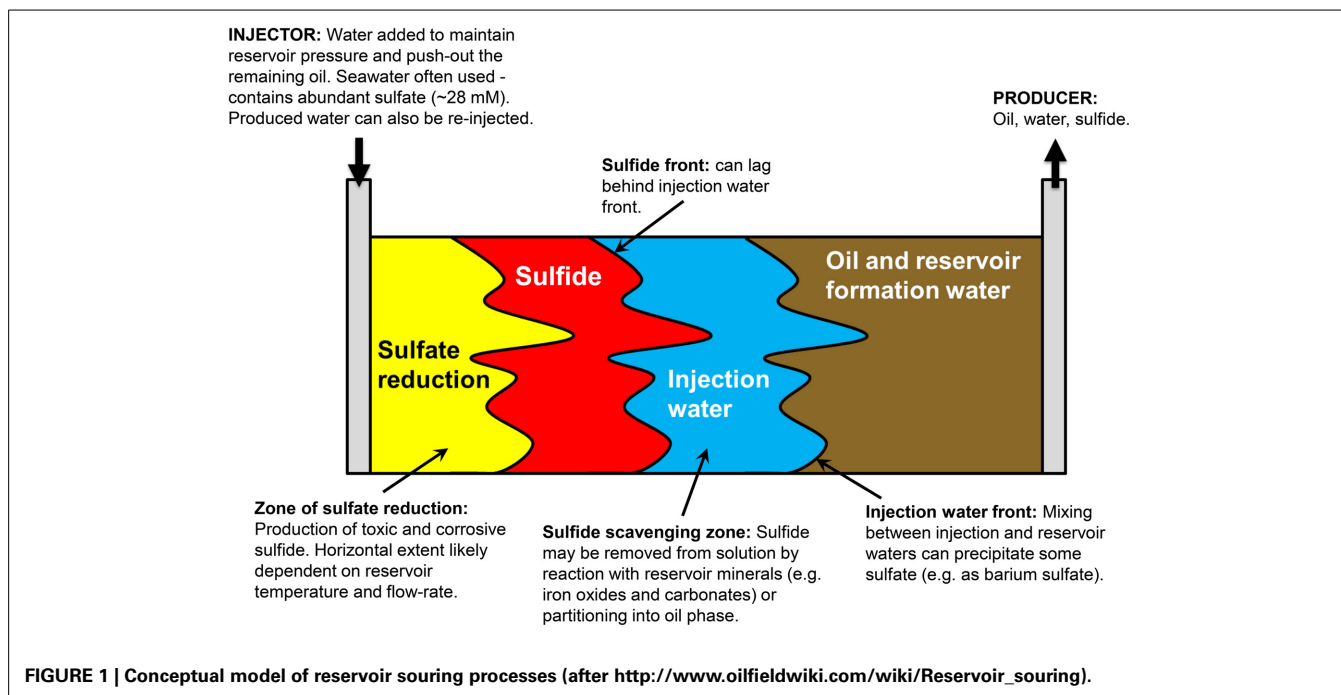 INJECTOR: Water added to maintain
reservoir pressure and push-out the
remaining oil. Seawater often used -
contains abundant sulfate (~28 mM).
Produced water can also be re-injected.
PRODUCER:
Oil, water, sulfide.
Sulfide front: can lag
behind injection water
front.
Sulfate
reduction
Sulfide
Injection
water
Oil and reservoir
formation water
Zone of sulfate reduction:
Production of toxic and corrosive
sulfide. Horizontal extent likely
dependent on reservoir
temperature and flow-rate.
Sulfide scavenging zone: Sulfide
may be removed from solution by
reaction with reservoir minerals (e.g.
iron oxides and carbonates) or
partitioning into oil phase.
Injection water front: Mixing
between injection and reservoir
waters can precipitate some
sulfate (e.g. as barium sulfate).
FIGURE 1 | Conceptual model of reservoir souring processes (after http://www.oilfieldwiki.com/wiki/Reservoir_souring).